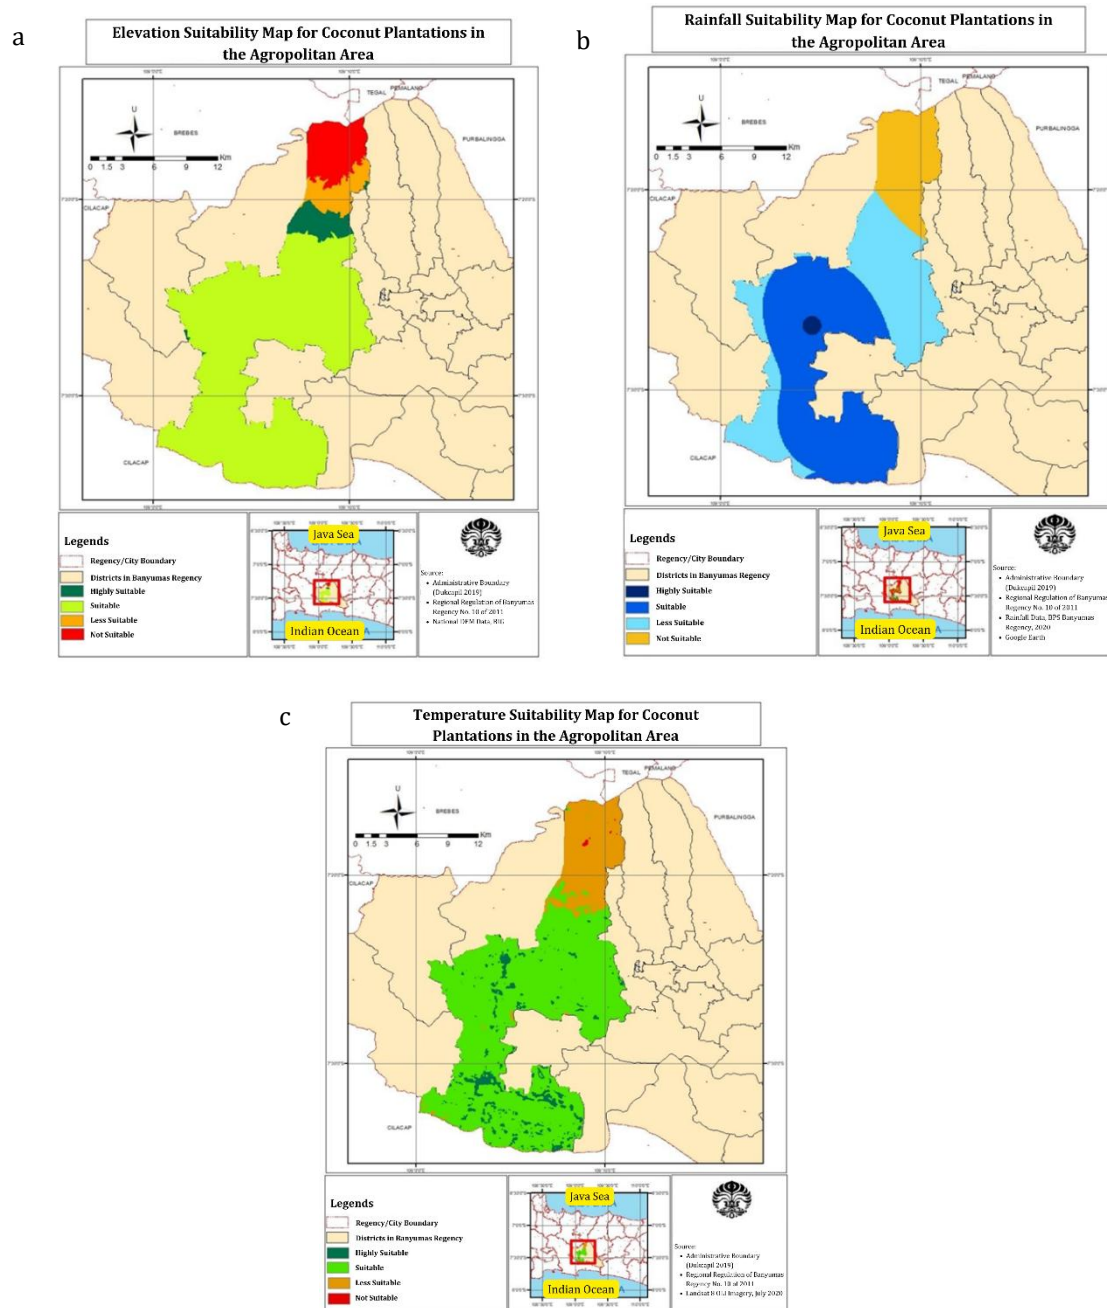 a
Elevation Suitability Map for Coconut Plantations in
the Agropolitan Area
TEGAL
PEMALANG
U
BREBES
PURBALINGGA
Km
0 1.5 3 6 9 12
CILACAP
CILACAP
Legends
Regency/City Boundary
Districts in Banyumas Regency
Highly Suitable
Suitable
Less Suitable
Not Suitable
Java Sea
Indian Ocean
Source:
• Administrative Boundary
(Dukcapil 2019)
• Regional Regulation of Banyumas
Regency No. 10 of 2011
• National DEM Data, BIG
b
Rainfall Suitability Map for Coconut Plantations in
the Agropolitan Area
TEGAL
PEMALANG
U
BREBES
PURBALINGGA
Km
0 1.5 3 6 9 12
CILACAP
CILACAP
Legends
Regency/City Boundary
Districts in Banyumas Regency
Highly Suitable
Suitable
Less Suitable
Not Suitable
Java Sea
Indian Ocean
Source:
• Administrative Boundary
(Dukcapil 2019)
• Regional Regulation of Banyumas
Regency No. 10 of 2011
• Rainfall Data, BPS Banyumas
Regency, 2020
• Google Earth
c
Temperature Suitability Map for Coconut
Plantations in the Agropolitan Area
TEGAL
PEMALANG
U
BREBES
PURBALINGGA
Km
0 1.5 3 6 9 12
CILACAP
CILACAP
Legends
Regency/City Boundary
Districts in Banyumas Regency
Highly Suitable
Suitable
Less Suitable
Not Suitable
Java Sea
Indian Ocean
Source:
• Administrative Boundary
(Dukcapil 2019)
• Regional Regulation of Banyumas
Regency No. 10 of 2011
• Landsat 8 OLI Imagery, July 2020